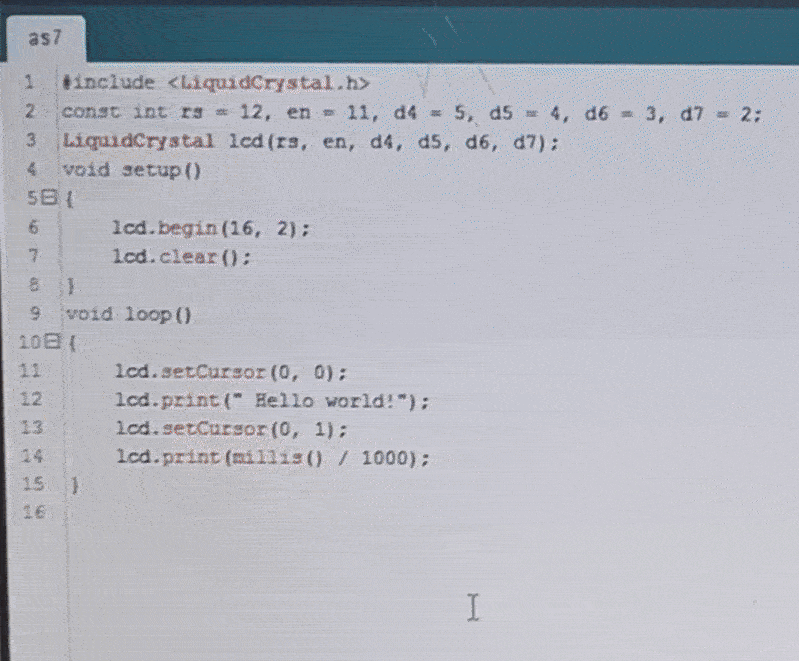 as7
1 #include <LiquidCrystal.h>
2 const int rs = 12, en = 11, d4 = 5, d5 = 4, d6 = 3, d7 = 2;
3 LiquidCrystal lcd(rs, en, d4, d5, d6, d7);
4 void setup()
5 {
6 lcd.begin(16, 2);
7 lcd.clear();
8 }
9 void loop()
10 {
11 lcd.setCursor(0, 0);
12 lcd.print(" Hello world!");
13 lcd.setCursor(0, 1);
14 lcd.print(millis() / 1000);
15 }
16